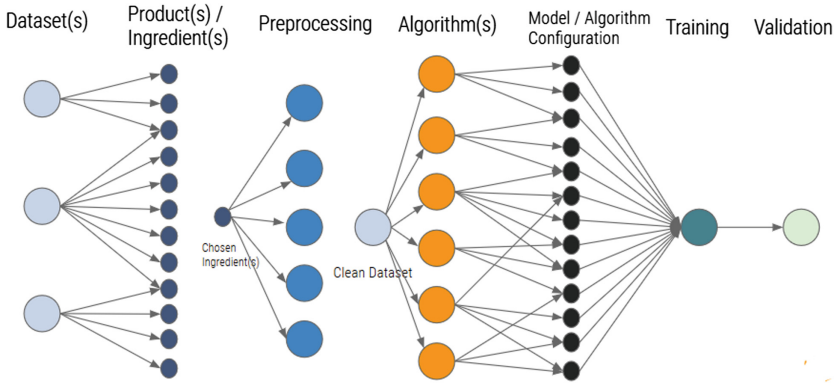 Dataset(s)
Product(s) /
Ingredient(s)
Preprocessing
Algorithm(s)
Model / Algorithm
Configuration
Training
Validation
Chosen
Ingredient(s)
Clean Dataset